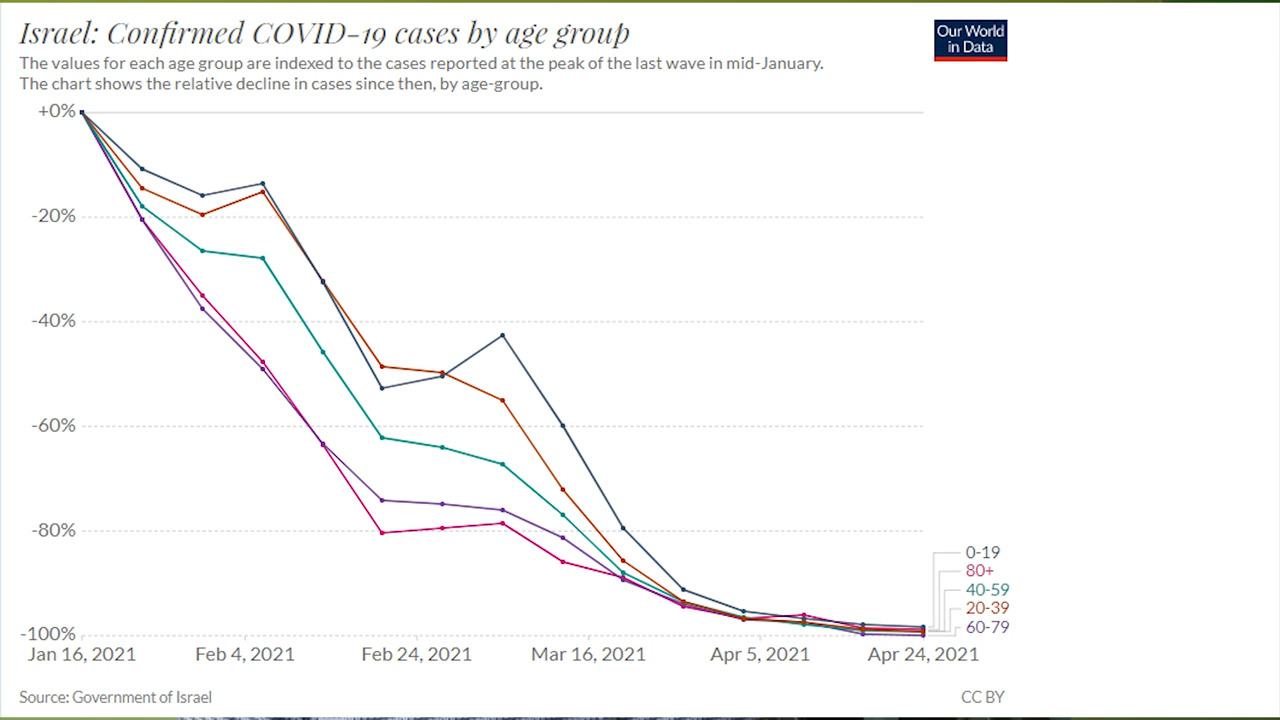 Israel: Confirmed COVID-19 cases by age group
Our World
in Data
The values for each age group are indexed to the cases reported at the peak of the last wave in mid-January.
The chart shows the relative decline in cases since then, by age-group.
+0%
-20%
-40%
-60%
-80%
-100%
0-19
80+
40-59
20-39
60-79
Jan 16, 2021 Feb 4, 2021 Feb 24, 2021 Mar 16, 2021 Apr 5, 2021 Apr 24, 2021
Source: Government of Israel CC BY